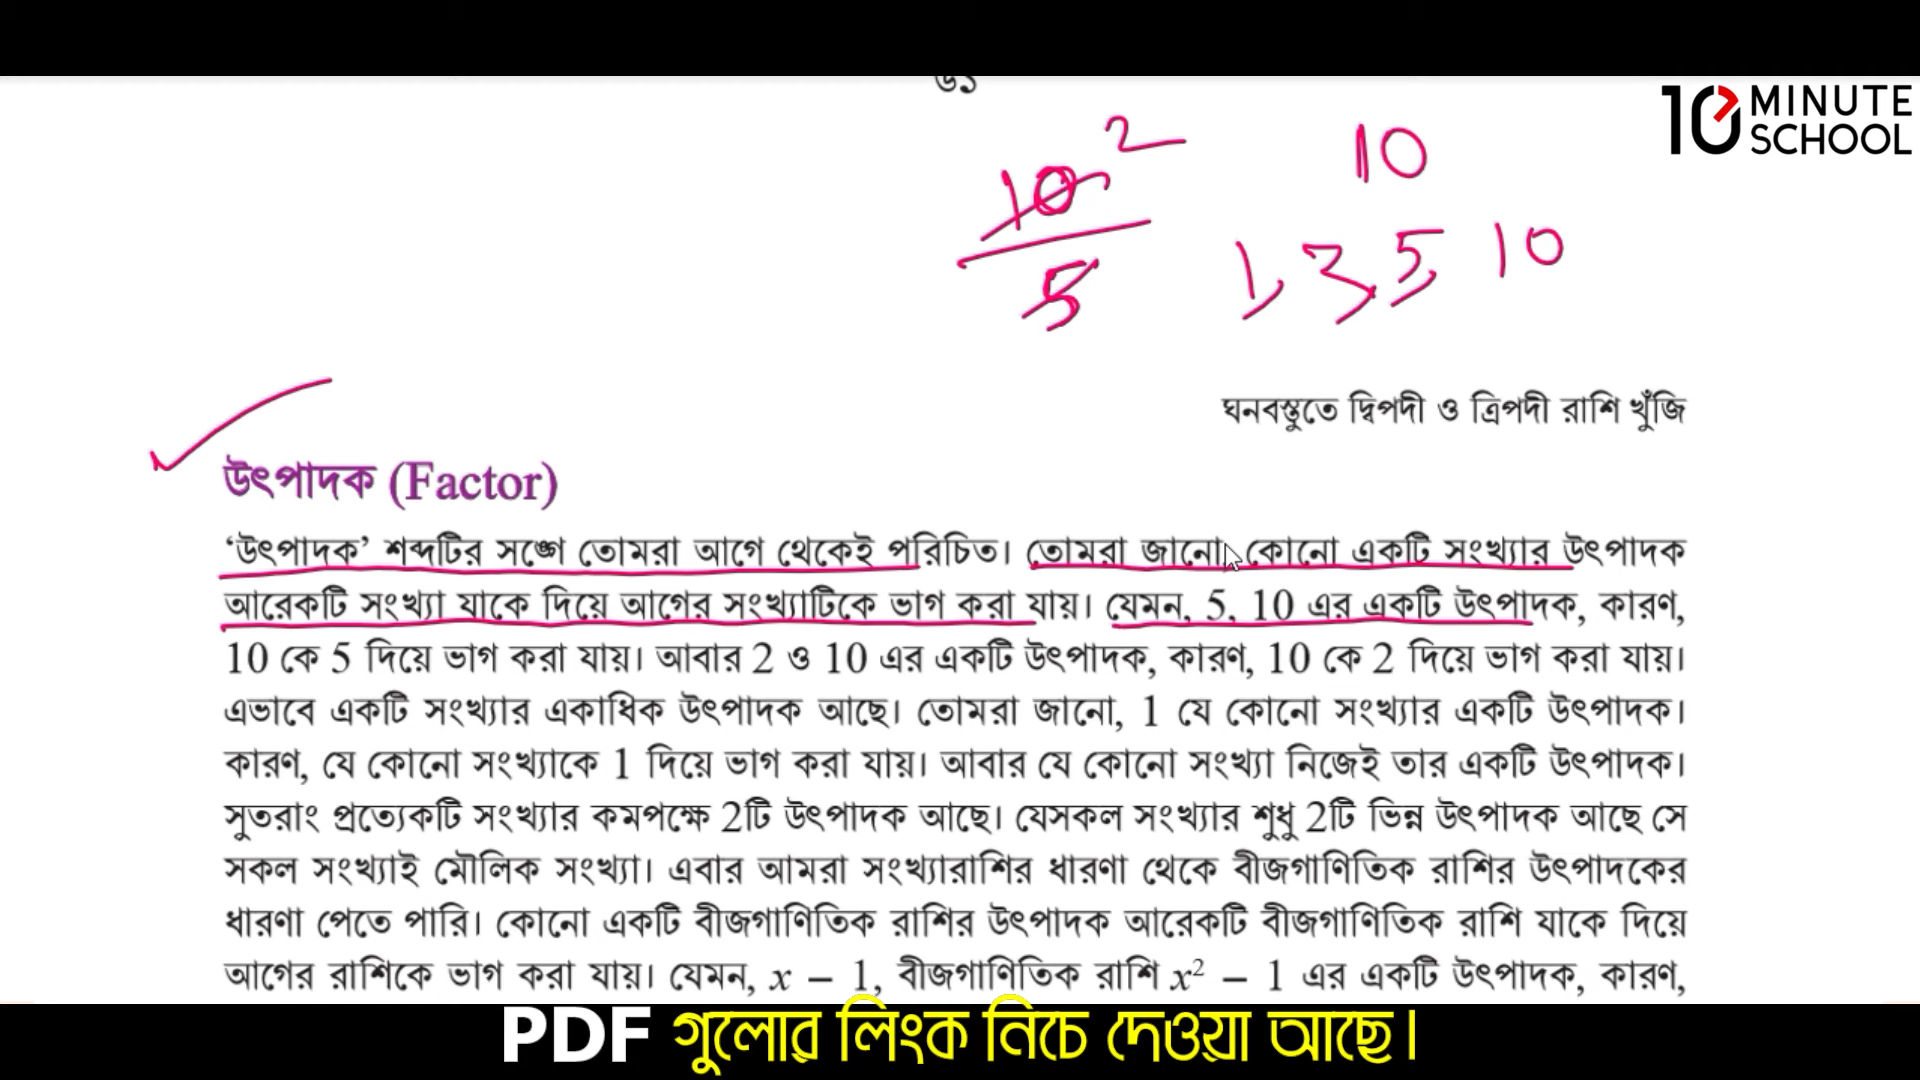 ৬১
10 MINUTE SCHOOL
10 2
5
10
1, 2, 5, 10
ঘনবস্তুতে দ্বিপদী ও ত্রিপদী রাশি খুঁজি
উৎপাদক (Factor)
‘উৎপাদক’ শব্দটির সঙ্গে তোমরা আগে থেকেই পরিচিত। তোমরা জানো, কোনো একটি সংখ্যার উৎপাদক
আরেকটি সংখ্যা যাকে দিয়ে আগের সংখ্যাটিকে ভাগ করা যায়। যেমন, 5, 10 এর একটি উৎপাদক, কারণ,
10 কে 5 দিয়ে ভাগ করা যায়। আবার 2 ও 10 এর একটি উৎপাদক, কারণ, 10 কে 2 দিয়ে ভাগ করা যায়।
এভাবে একটি সংখ্যার একাধিক উৎপাদক আছে। তোমরা জানো, 1 যে কোনো সংখ্যার একটি উৎপাদক।
কারণ, যে কোনো সংখ্যাকে 1 দিয়ে ভাগ করা যায়। আবার যে কোনো সংখ্যা নিজেই তার একটি উৎপাদক।
সুতরাং প্রত্যেকটি সংখ্যার কমপক্ষে 2টি উৎপাদক আছে। যেসকল সংখ্যার শুধু 2টি ভিন্ন উৎপাদক আছে সে
সকল সংখ্যাই মৌলিক সংখ্যা। এবার আমরা সংখ্যারাশির ধারণা থেকে বীজগাণিতিক রাশির উৎপাদকের
ধারণা পেতে পারি। কোনো একটি বীজগাণিতিক রাশির উৎপাদক আরেকটি বীজগাণিতিক রাশি যাকে দিয়ে
আগের রাশিকে ভাগ করা যায়। যেমন, x – 1, বীজগাণিতিক রাশি x² – 1 এর একটি উৎপাদক, কারণ,
PDF গুলোর লিংক নিচে দেওয়া আছে।